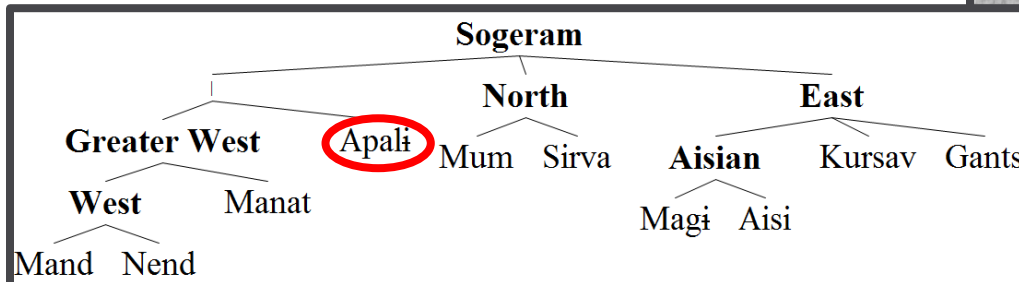 Sogeram
North East
Greater West Apalɨ Mum Sirva Aisian Kursav Gants
West Manat Magɨ Aisi
Mand Nend